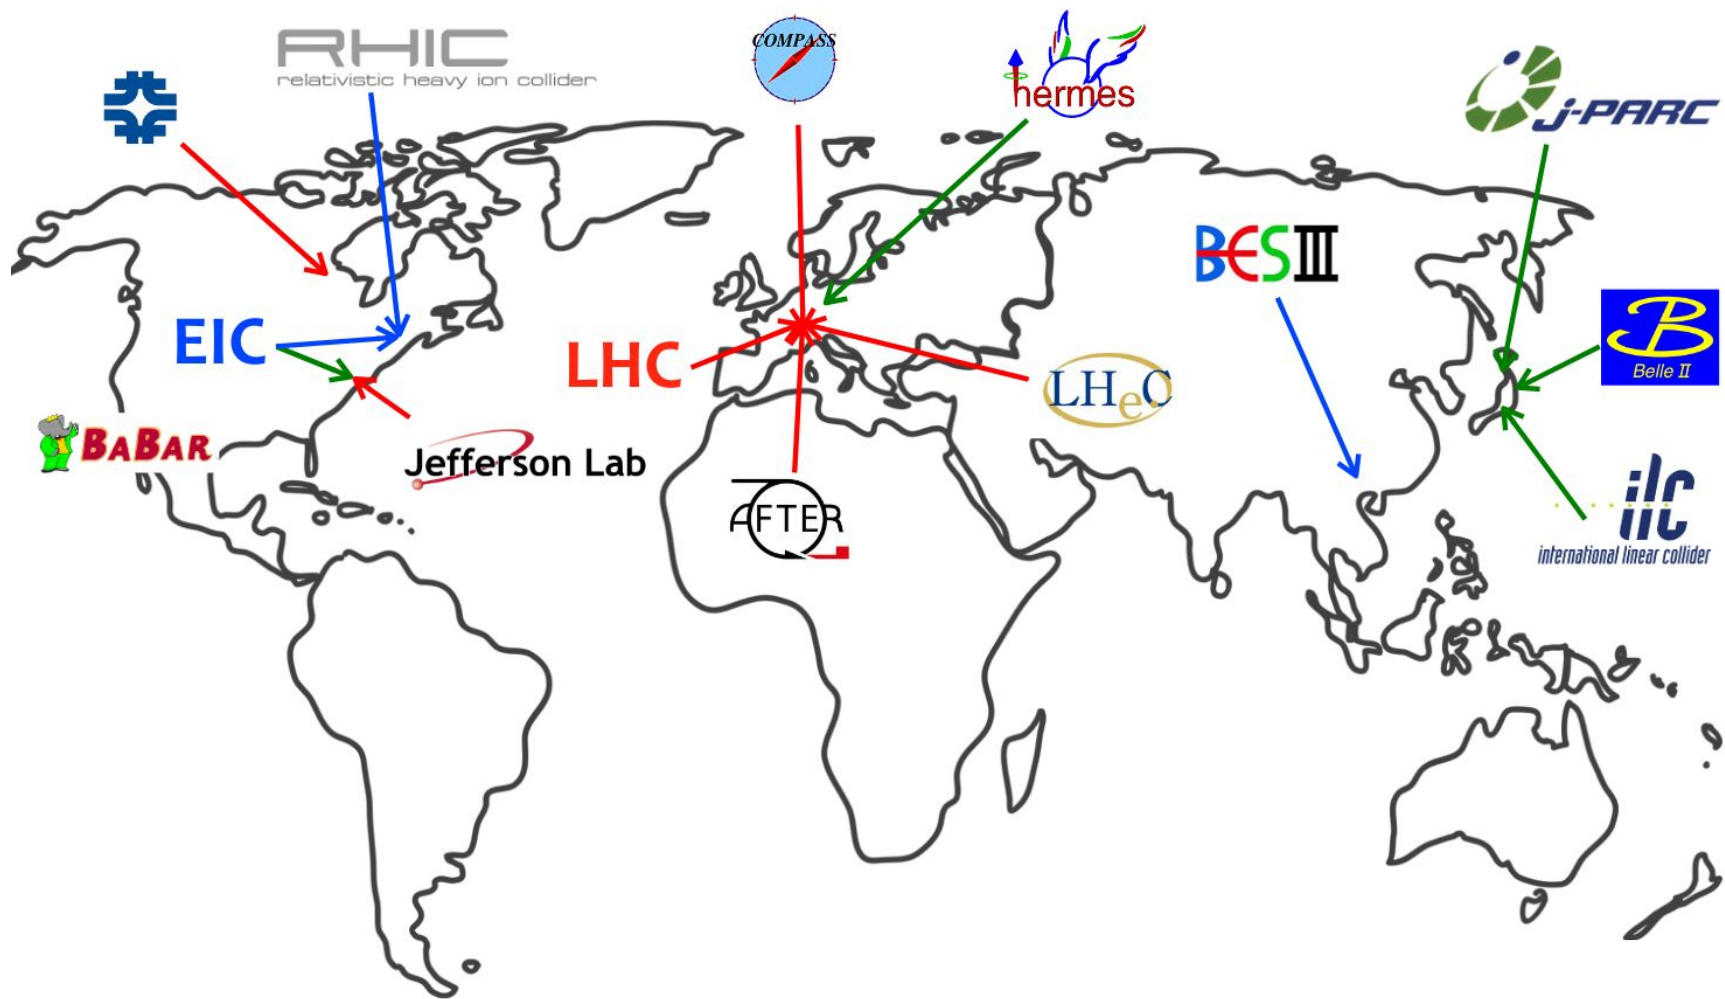 RHIC
relativistic heavy ion collider
COMPASS
hermes
j-PARC
BESIII
EIC
LHC
LHeC
Belle II
BABAR
Jefferson Lab
AFTER
ilc
international linear collider